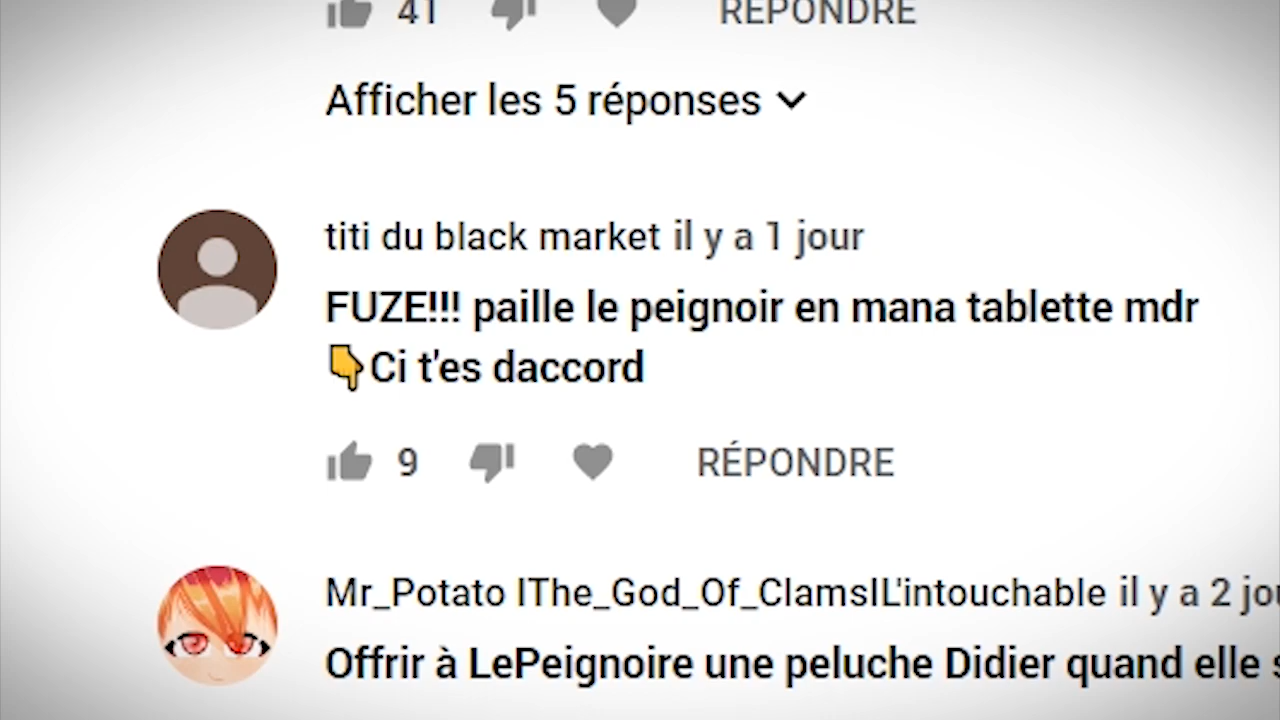 41 RÉPONDRE
Afficher les 5 réponses
titi du black market il y a 1 jour
FUZE!!! paille le peignoir en mana tablette mdr
👇Ci t'es daccord
9 RÉPONDRE
Mr_Potato IThe_God_Of_ClamsIL'intouchable il y a 2
Offrir à LePeignoire une peluche Didier quand elle